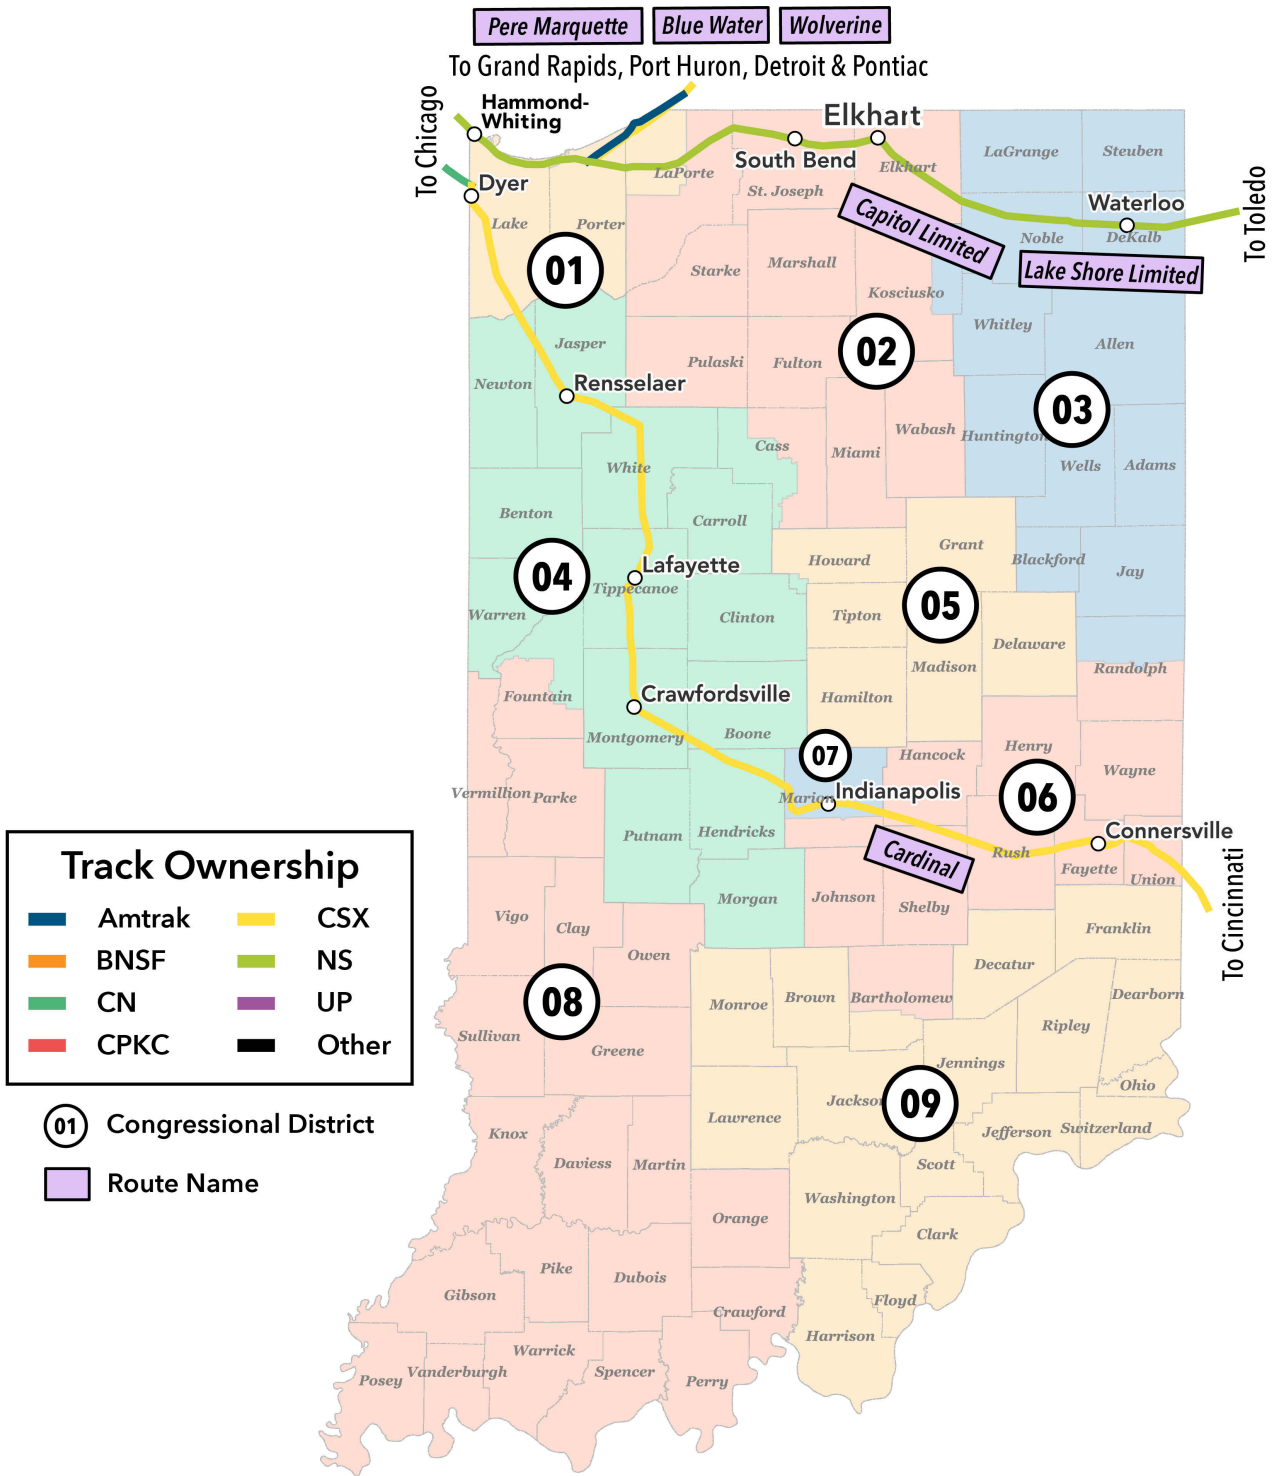 Pere Marquette
Blue Water
Wolverine
To Grand Rapids, Port Huron, Detroit & Pontiac
To Chicago
Hammond-
Whiting
Elkhart
South Bend
Elkhart
LaGrange
Steuben
LaPorte
St. Joseph
Dyer
Lake
Porter
Capitol Limited
Waterloo
Noble
DeKalb
To Toledo
Lake Shore Limited
01
Starke
Marshall
Kosciusko
Whitley
Allen
Jasper
02
Pulaski
Fulton
Newton
Rensselaer
03
Wabash
Huntington
Cass
Miami
White
Wells
Adams
Benton
Carroll
Howard
Grant
Blackford
Jay
04
Lafayette
Tippecanoe
Warren
Clinton
Tipton
05
Delaware
Madison
Randolph
Fountain
Crawfordsville
Hamilton
Montgomery
Boone
07
Hancock
Henry
Wayne
Vermillion
Parke
Marion
Indianapolis
06
Putnam
Hendricks
Connersville
Cardinal
Rush
Fayette
Union
To Cincinnati
Morgan
Johnson
Shelby
Vigo
Clay
Owen
Franklin
Decatur
08
Monroe
Brown
Bartholomew
Dearborn
Sullivan
Greene
Ripley
Jennings
Ohio
Lawrence
Jackson
09
Jefferson
Switzerland
Knox
Daviess
Martin
Scott
Washington
Orange
Clark
Pike
Dubois
Gibson
Crawford
Floyd
Harrison
Warrick
Spencer
Perry
Posey
Vanderburgh
Track Ownership
Amtrak
CSX
BNSF
NS
CN
UP
CPKC
Other
01
Congressional District
Route Name